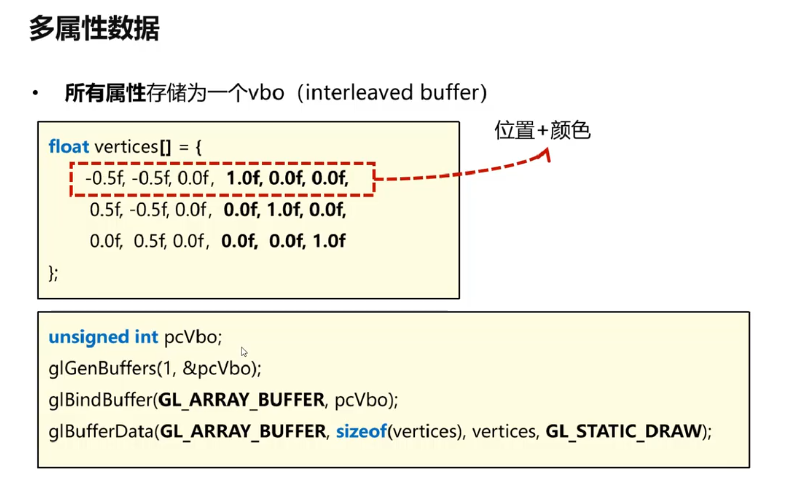 多属性数据
• 所有属性存储为一个vbo（interleaved buffer）
位置+颜色
float vertices[] = {
-0.5f, -0.5f, 0.0f, 1.0f, 0.0f, 0.0f,
0.5f, -0.5f, 0.0f, 0.0f, 1.0f, 0.0f,
0.0f, 0.5f, 0.0f, 0.0f, 0.0f, 1.0f
};
unsigned int pcVbo;
glGenBuffers(1, &pcVbo);
glBindBuffer(GL_ARRAY_BUFFER, pcVbo);
glBufferData(GL_ARRAY_BUFFER, sizeof(vertices), vertices, GL_STATIC_DRAW);